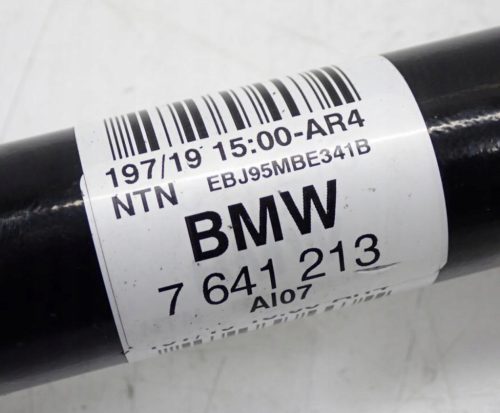 197/19 15:00-AR4
NTN EBJ95MBE341B
BMW
7 641 213
AI07